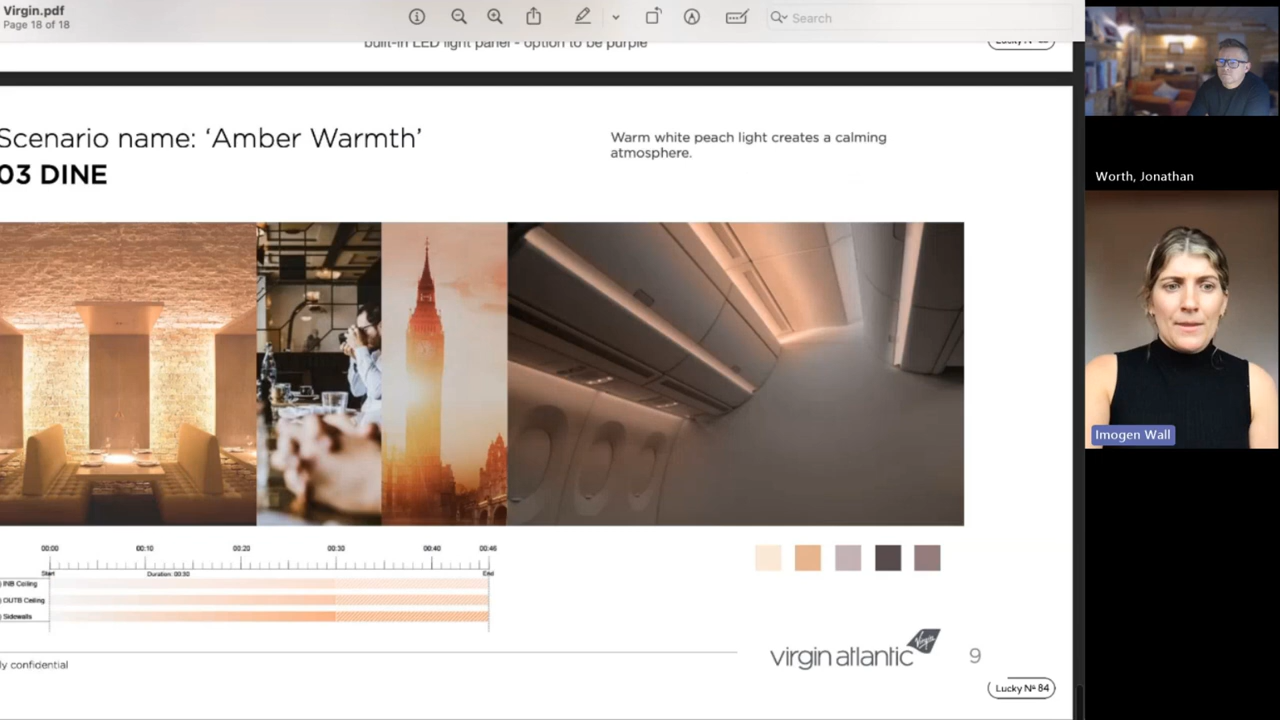 Virgin.pdf
Page 18 of 18
Search
built-in LED light panel - option to be purple
Scenario name: ‘Amber Warmth’
03 DINE
Warm white peach light creates a calming
atmosphere.
00:00 00:10 00:20 00:30 00:40 00:46
Start Duration: 00:30 End
INB Ceiling
OUTB Ceiling
Sidewalls
confidential
virgin atlantic
Virgin
9
Lucky Nº 84
Worth, Jonathan
Imogen Wall